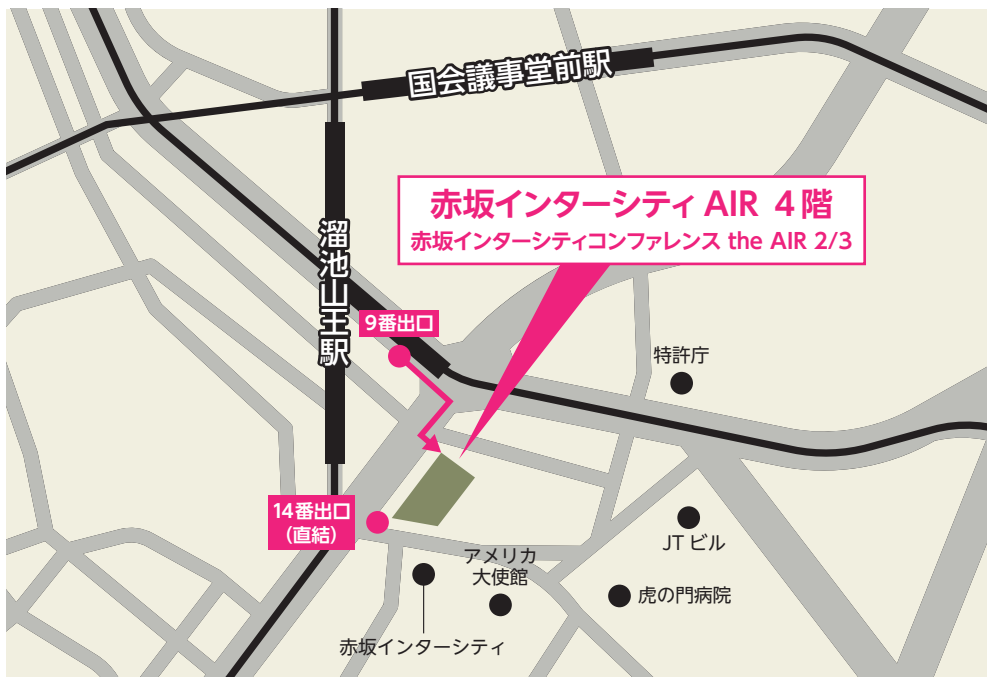 国会議事堂前駅
赤坂インターシティ AIR 4階
赤坂インターシティコンファレンス the AIR 2/3
溜池山王駅
9番出口
特許庁
14番出口
(直結)
JTビル
アメリカ
大使館
虎の門病院
赤坂インターシティ